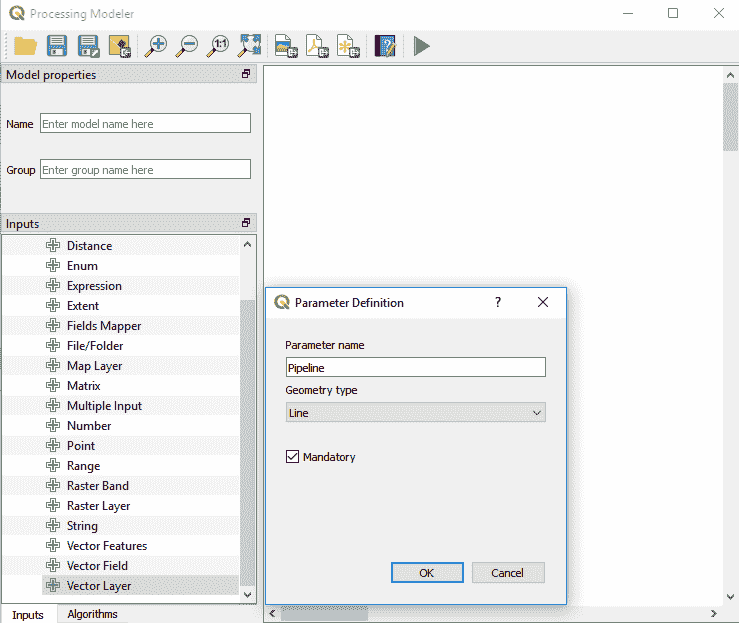 Processing Modeler
1:1
Model properties
Name
Enter model name here
Group
Enter group name here
Inputs
Distance
Enum
Expression
Extent
Fields Mapper
File/Folder
Map Layer
Matrix
Multiple Input
Number
Point
Range
Raster Band
Raster Layer
String
Vector Features
Vector Field
Vector Layer
Inputs
Algorithms
Parameter Definition
?
Parameter name
Pipeline
Geometry type
Line
Mandatory
OK
Cancel